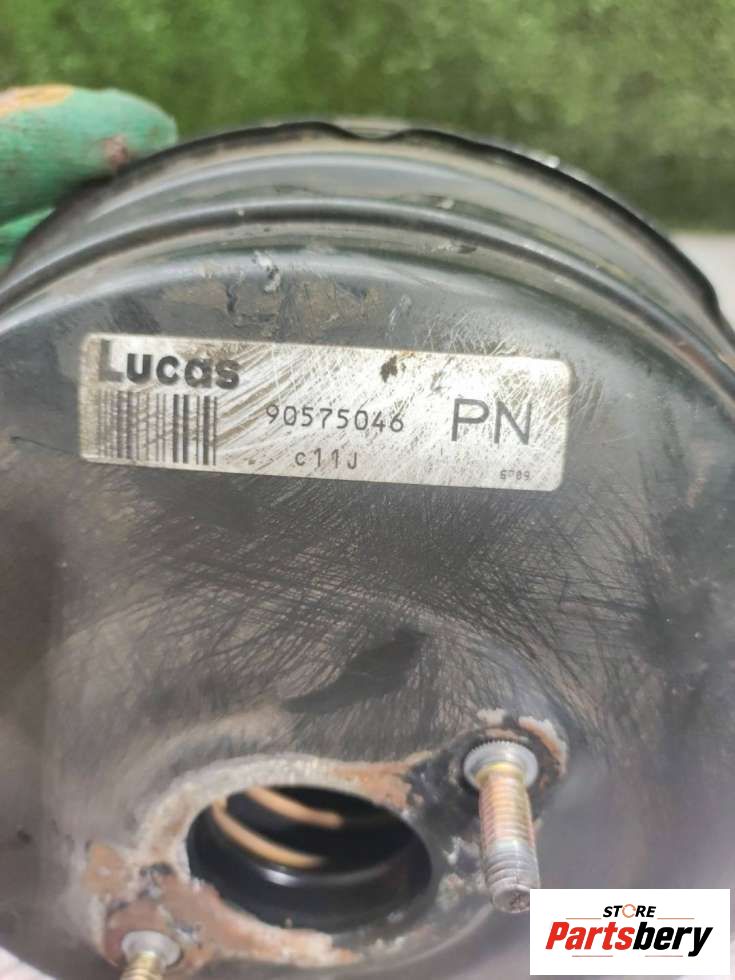 Lucas
90575046 PN
c11J
STORE
Partsbery